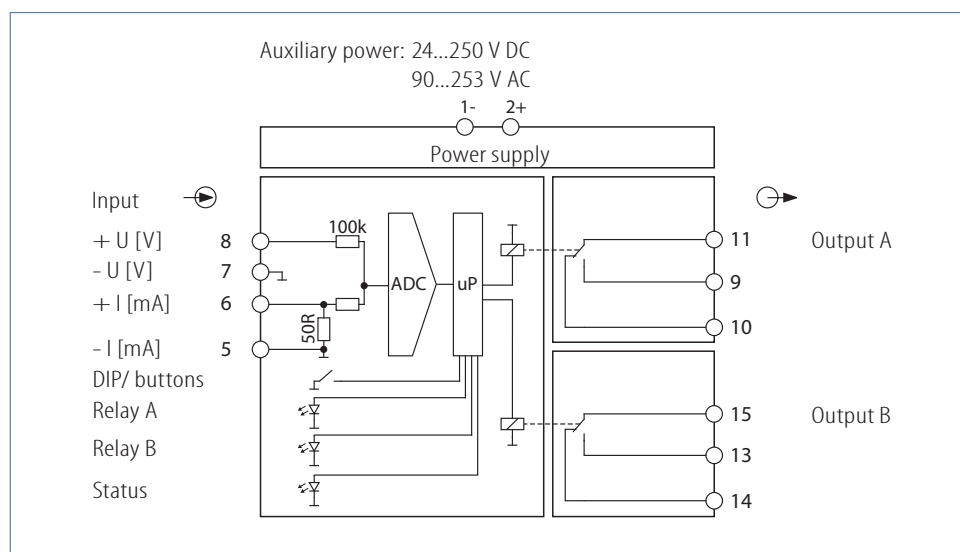 Auxiliary power: 24...250 V DC
90...253 V AC
1- 2+
Power supply
Input
+ U [V] 8
100k
11 Output A
- U [V] 7
ADC uP
9
+ I [mA] 6
50R
10
- I [mA] 5
DIP/ buttons
Relay A
15 Output B
Relay B
13
Status
14